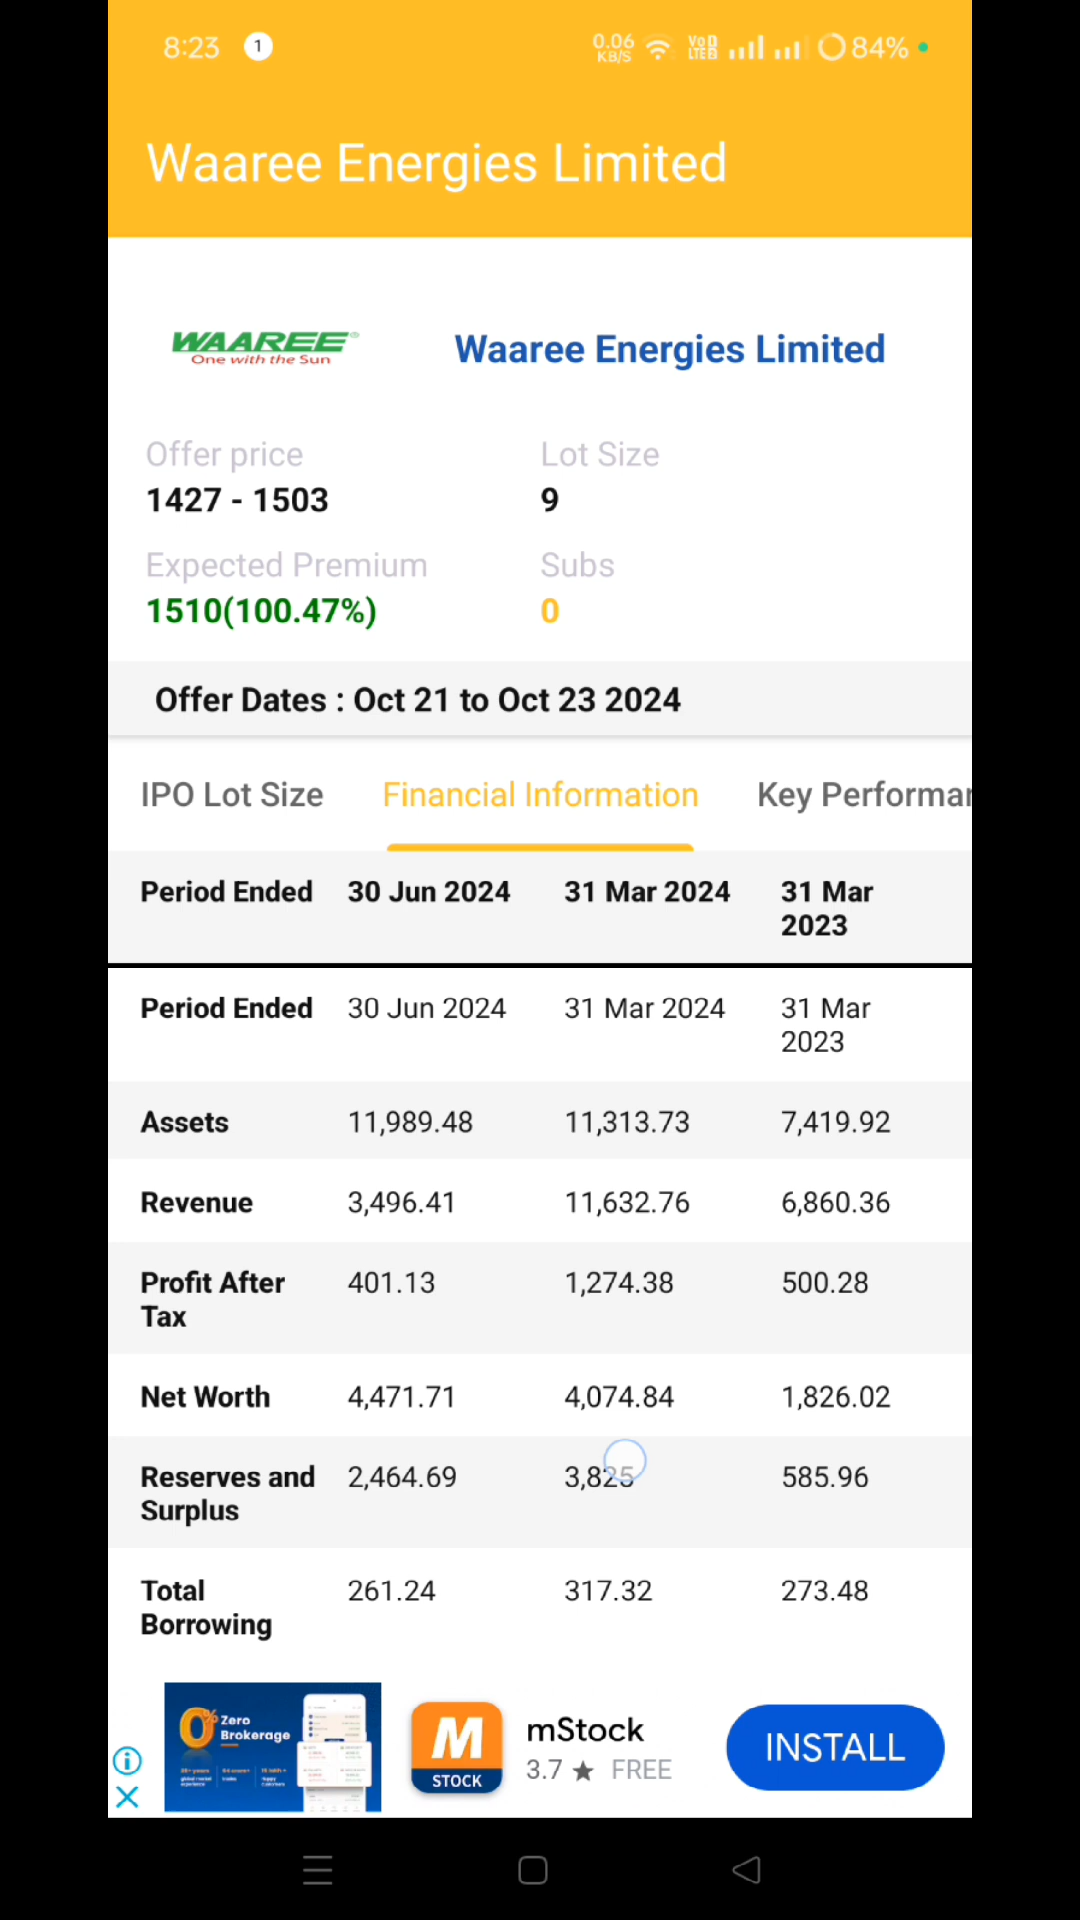 8:23 1 0.06 KB/S VoD LTE 84%
Waaree Energies Limited
WAAREE
One with the Sun
Waaree Energies Limited
Offer price Lot Size
1427 - 1503 9
Expected Premium Subs
1510(100.47%) 0
Offer Dates : Oct 21 to Oct 23 2024
IPO Lot Size Financial Information Key Performar
Period Ended 30 Jun 2024 31 Mar 2024 31 Mar
2023
Period Ended 30 Jun 2024 31 Mar 2024 31 Mar
2023
Assets 11,989.48 11,313.73 7,419.92
Revenue 3,496.41 11,632.76 6,860.36
Profit After 401.13 1,274.38 500.28
Tax
Net Worth 4,471.71 4,074.84 1,826.02
Reserves and 2,464.69 3,825 585.96
Surplus
Total 261.24 317.32 273.48
Borrowing
0% Zero
Brokerage
M
STOCK
mStock
3.7 ★ FREE
INSTALL